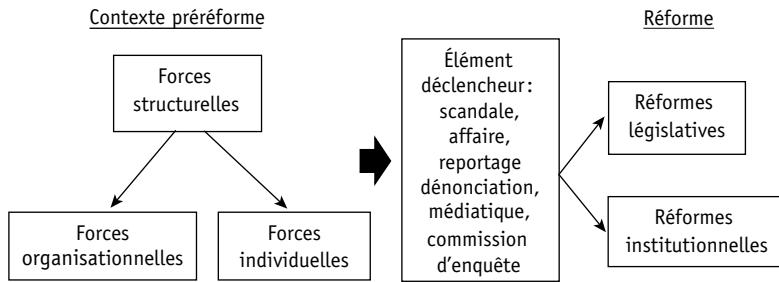 Contexte préréforme
Forces
structurelles
Forces
organisationnelles
Forces
individuelles
Élément
déclencheur:
scandale,
affaire,
reportage
dénonciation,
médiatique,
commission
d'enquête
Réforme
Réformes
législatives
Réformes
institutionnelles